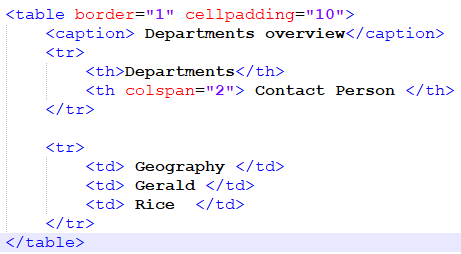 <table border="1" cellpadding="10">
<caption> Departments overview</caption>
<tr>
<th>Departments</th>
<th colspan="2"> Contact Person </th>
</tr>
<tr>
<td> Geography </td>
<td> Gerald </td>
<td> Rice  </td>
</tr>
</table>